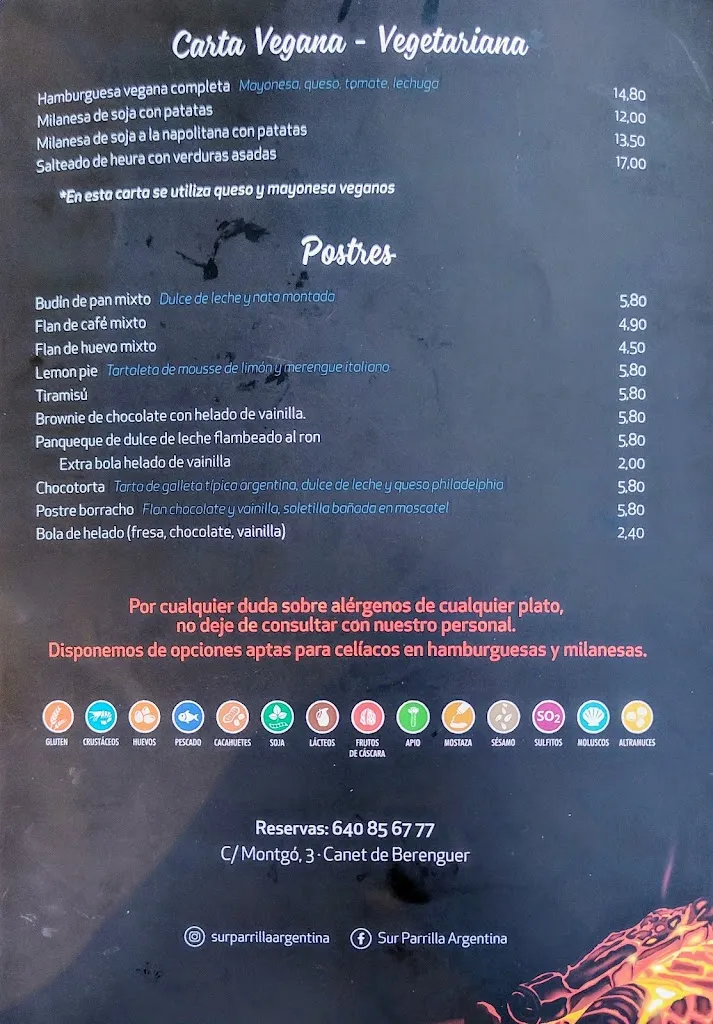 Carta Vegana - Vegetariana
Hamburguesa vegana completa Mayonesa, queso, tomate, lechuga 14,80
Milanesa de soja con patatas 12,00
Milanesa de soja a la napolitana con patatas 13,50
Salteado de heura con verduras asadas 17,00
*En esta carta se utiliza queso y mayonesa veganos
Postres
Budin de pan mixto Dulce de leche y nata montada 5,80
Flan de café mixto 4,90
Flan de huevo mixto 4,50
Lemon pie Tartaleta de mousse de limón y merengue italiano 5,80
Tiramisú 5,80
Brownie de chocolate con helado de vainilla. 5,80
Panqueque de dulce de leche flambeado al ron 5,80
Extra bola helado de vainilla 2,00
Chocotorta Tarta de galleta típica argentina, dulce de leche y queso philadelphia 5,80
Postre borracho Flan chocolate y vainilla, soletilla bañada en moscatel 5,80
Bola de helado (fresa, chocolate, vainilla) 2,40
Por cualquier duda sobre alérgenos de cualquier plato,
no deje de consultar con nuestro personal.
Disponemos de opciones aptas para celíacos en hamburguesas y milanesas.
SO2
GLUTEN CRUSTÁCEOS HUEVOS PESCADO CACAHUETES SOJA LÁCTEOS FRUTOS DE CÁSCARA APIO MOSTAZA SÉSAMO SULFITOS MOLUSCOS ALTRAMUCES
Reservas: 640 85 67 77
C/ Montgó, 3 · Canet de Berenguer
surparrillaargentina Sur Parrilla Argentina